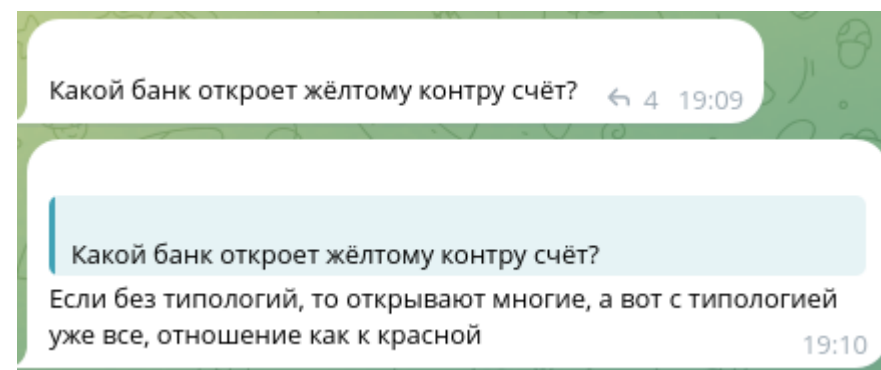 Какой банк откроет жёлтому контру счёт?
4 19:09
Какой банк откроет жёлтому контру счёт?
Если без типологий, то открывают многие, а вот с типологией
уже все, отношение как к красной
19:10